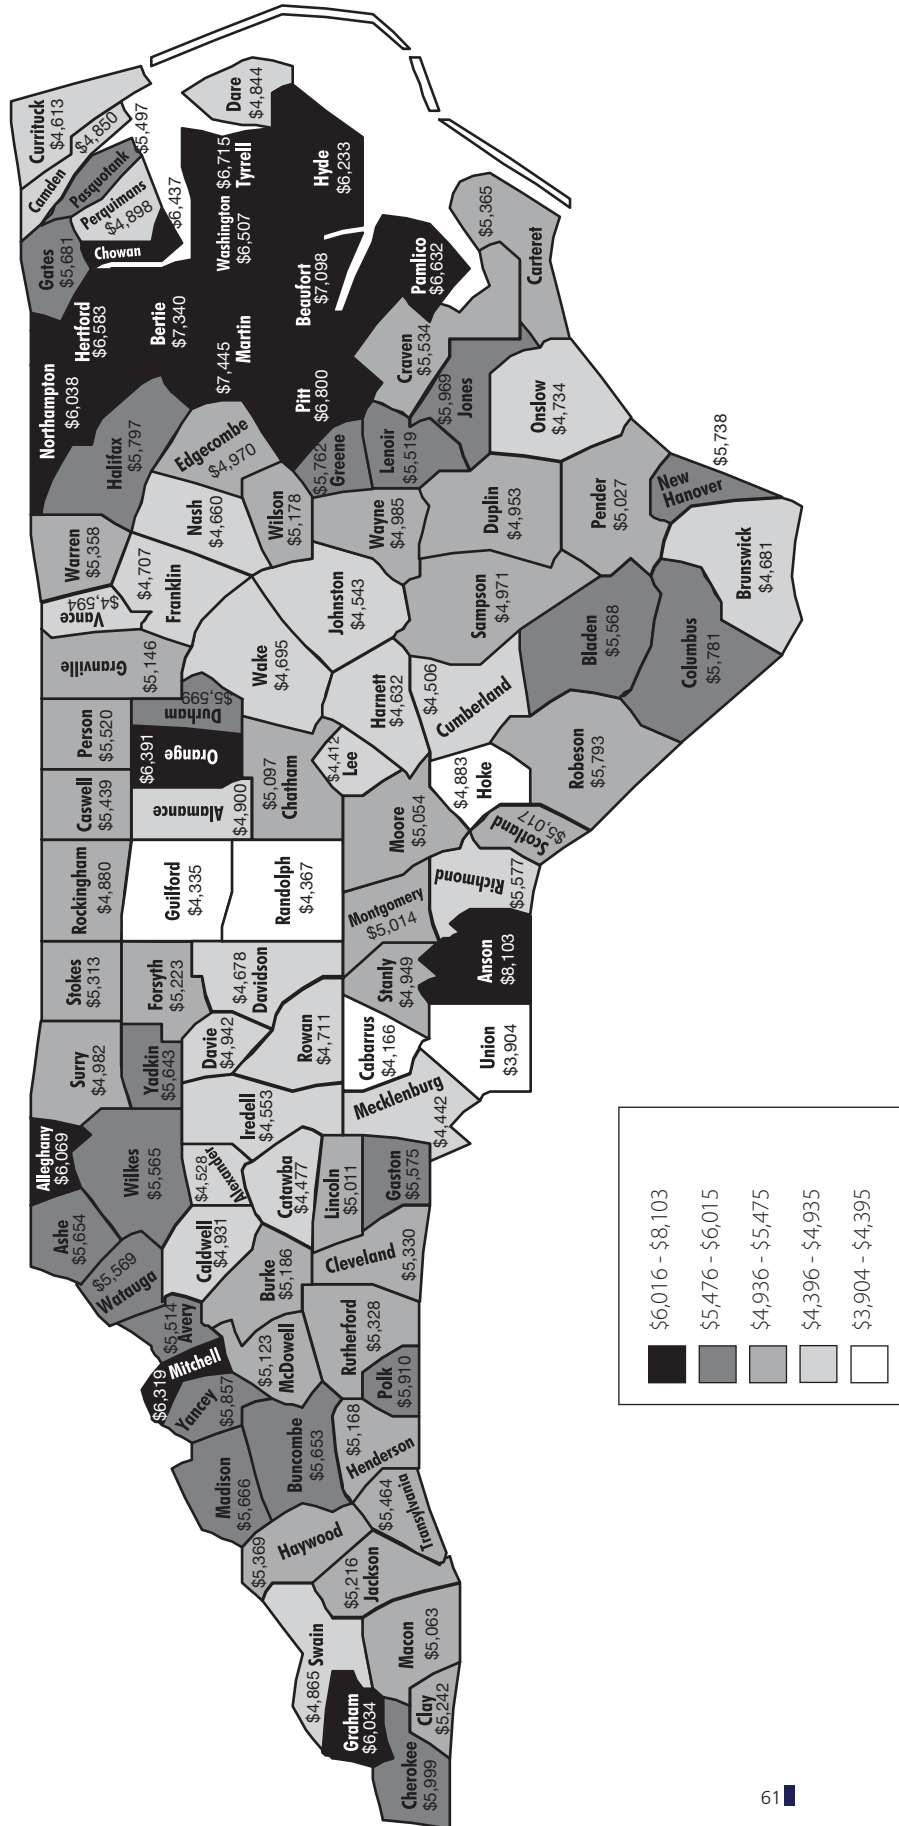 Cherokee
$5,999
Graham
$6,034
Clay
$5,242
$4,865
Swain
Macon
$5,063
$5,216
Jackson
$5,369
Haywood
$5,464
Transylvania
$5,168
Henderson
Madison
$5,666
Buncombe
$5,653
Yancey
$5,857
$6,319
Mitchell
$5,514
Avery
$5,123
McDowell
Rutherford
$5,328
Polk
$5,910
$5,569
Watauga
Ashe
$5,654
Alleghany
$6,069
Wilkes
$5,565
Caldwell
$4,931
Burke
$5,186
Cleveland
$5,330
$4,528
Alexander
Catawba
$4,477
Lincoln
$5,011
Gaston
$5,575
Surry
$4,982
Yadkin
$5,643
Iredell
$4,553
Davie
$4,942
Rowan
$4,711
Mecklenburg
$4,442
Cabarrus
$4,166
Union
$3,904
Stokes
$5,313
Forsyth
$5,223
$4,678
Davidson
Stanly
$4,949
Anson
$8,103
Rockingham
$4,880
Guilford
$4,335
Randolph
$4,367
Montgomery
$5,014
Richmond
$5,577
Caswell
$5,439
Alamance
$4,900
$5,097
Chatham
Moore
$5,054
Scotland
$5,017
Person
$5,520
$6,391
Orange
Durham
$5,599
$4,412
Lee
$4,883
Hoke
Robeson
$5,793
Granville
$5,146
Wake
$4,695
Harnett
$4,632
$4,506
Cumberland
Vance
$4,594
Warren
$5,358
$4,707
Franklin
Johnston
$4,543
Sampson
$4,971
Bladen
$5,568
Columbus
$5,781
Brunswick
$4,681
Nash
$4,660
Wilson
$5,178
Wayne
$4,985
Duplin
$4,953
Pender
$5,027
New
Hanover
$5,738
Northampton
$6,038
Halifax
$5,797
Edgecombe
$4,970
$5,762
Greene
Lenoir
$5,519
$5,969
Jones
Onslow
$4,734
Hertford
$6,583
Bertie
$7,340
$7,445
Martin
Pitt
$6,800
Craven
$5,534
Beaufort
$7,098
Pamlico
$6,632
$5,365
Carteret
Gates
$5,681
Chowan
$6,437
Perquimans
$4,898
Pasquotank
$5,497
Camden
$4,850
Currituck
$4,613
Washington
$6,507
$6,715
Tyrrell
Dare
$4,844
Hyde
$6,233
$6,016 - $8,103
$5,476 - $6,015
$4,936 - $5,475
$4,396 - $4,935
$3,904 - $4,395
61